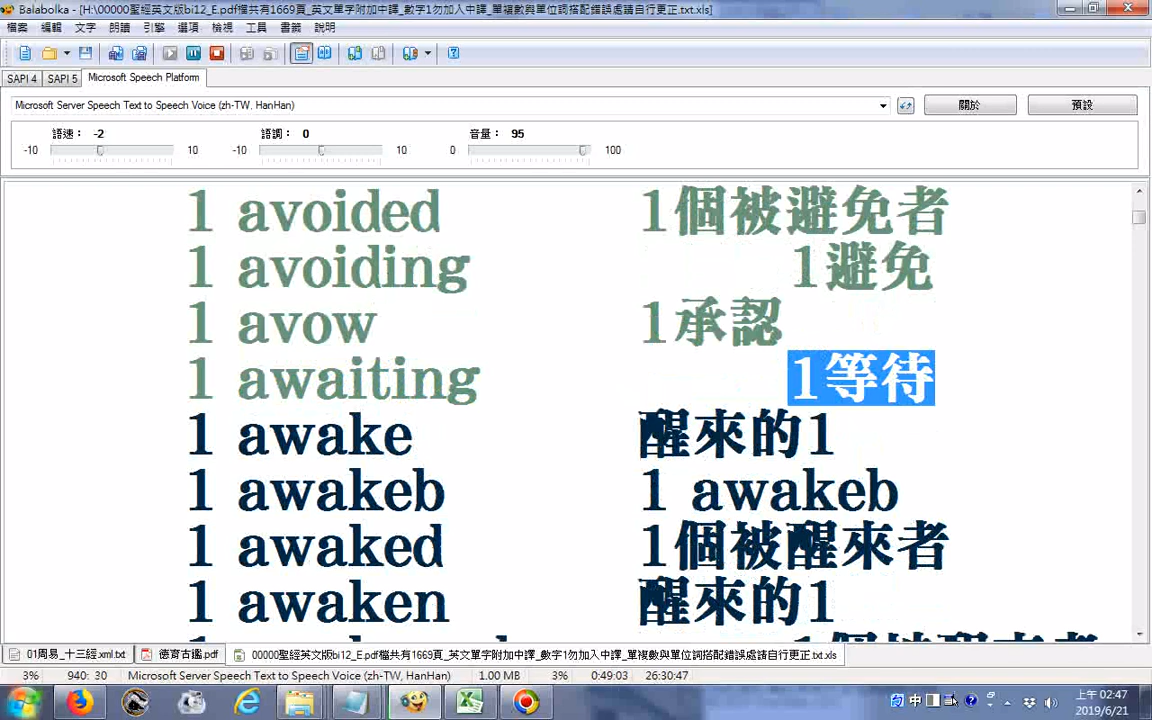 Balabolka - [H:\00000聖經英文版bi12_E.pdf檔共有1669頁_英文單字附加中譯_數字1勿加入中譯_單複數與單位詞搭配錯誤處請自行更正.txt.xls]
檔案 編輯 文字 朗讀 引擎 選項 檢視 工具 書籤 說明
SAPI 4 SAPI 5 Microsoft Speech Platform
Microsoft Server Speech Text to Speech Voice (zh-TW, HanHan) 關於 預設
語速： -2 語調： 0 音量： 95
-10 10 -10 10 0 100
1 avoided 1個被避免者
1 avoiding 1避免
1 avow 1承認
1 awaiting 1等待
1 awake 醒來的1
1 awakeb 1 awakeb
1 awaked 1個被醒來者
1 awaken 醒來的1
01周易_十三經.xml.txt 德育古鑑.pdf 00000聖經英文版bi12_E.pdf檔共有1669頁_英文單字附加中譯_數字1勿加入中譯_單複數與單位詞搭配錯誤處請自行更正.txt.xls
3% 940: 30 Microsoft Server Speech Text to Speech Voice (zh-TW, HanHan) 1.00 MB 3% 0:49:03 26:30:47
中 上午 02:47
2019/6/21